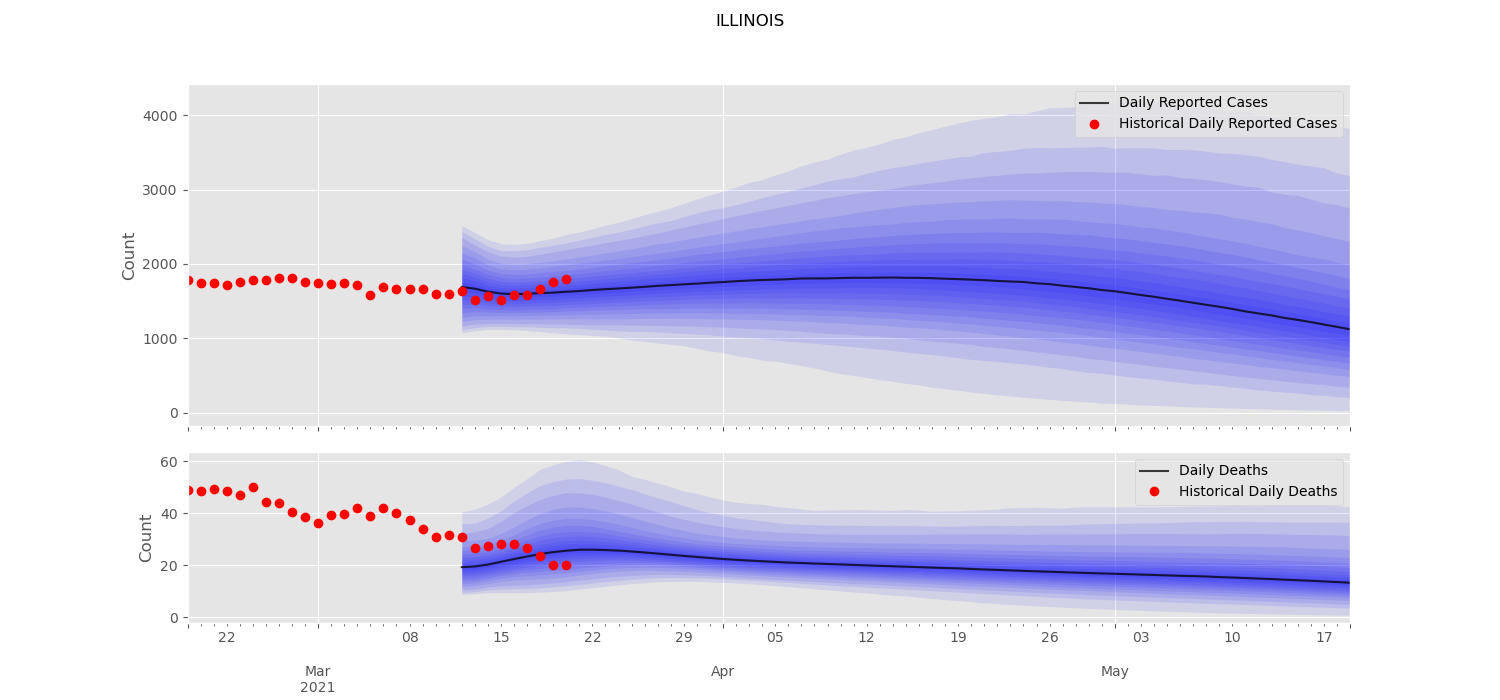 ILLINOIS
Daily Reported Cases
Historical Daily Reported Cases
4000
3000
2000
1000
0
Count
Daily Deaths
Historical Daily Deaths
60
40
20
0
Count
22 08 15 22 29 05 12 19 26 03 10 17
Mar Apr May
2021